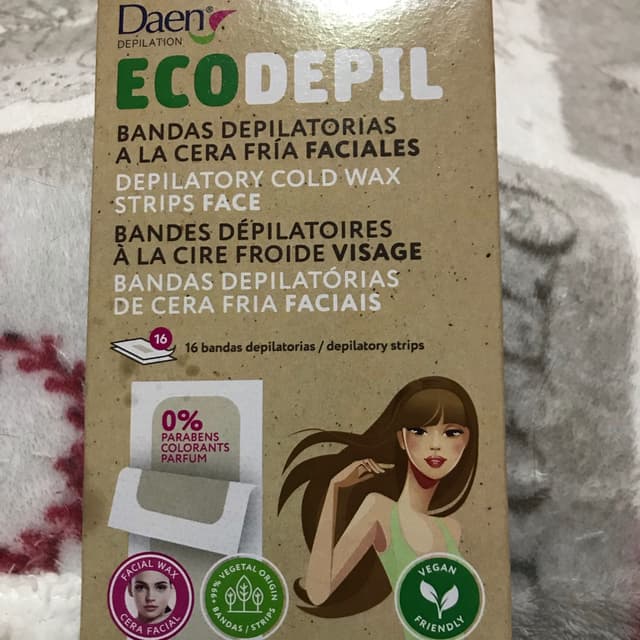 Daen®
DEPILATION
ECODEPIL
BANDAS DEPILATORIAS
A LA CERA FRÍA FACIALES
DEPILATORY COLD WAX
STRIPS FACE
BANDES DÉPILATOIRES
À LA CIRE FROIDE VISAGE
BANDAS DEPILATÓRIAS
DE CERA FRIA FACIAIS
16
16 bandas depilatorias / depilatory strips
0%
PARABENS
COLORANTS
PARFUM
FACIAL WAX
CERA FACIAL
+99% VEGETAL ORIGIN
BANDAS / STRIPS
VEGAN
FRIENDLY